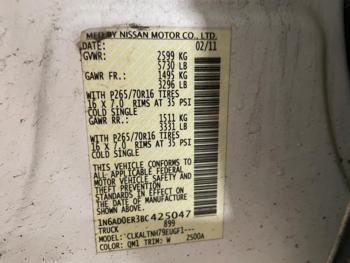 MFD BY NISSAN MOTOR CO., LTD.
DATE: 02/11
GVWR: 2599 KG
5730 LB
GAWR FR.: 1495 KG
3296 LB
WITH P265/70R16 TIRES
16 X 7.0 RIMS AT 35 PSI
COLD SINGLE
GAWR RR.: 1511 KG
3331 LB
WITH P265/70R16 TIRES
16 X 7.0 RIMS AT 35 PSI
COLD SINGLE
THIS VEHICLE CONFORMS TO
ALL APPLICABLE FEDERAL
MOTOR VEHICLE SAFETY AND
THEFT PREVENTION
STANDARDS IN EFFECT ON
THE DATE OF MANUFACTURE
SHOWN ABOVE.
1N6AD0ER3BC425047
TRUCK 899
MODEL: 'CLKALTNH79EUGFI---
COLOR: QM1 TRIM: W 2S00A